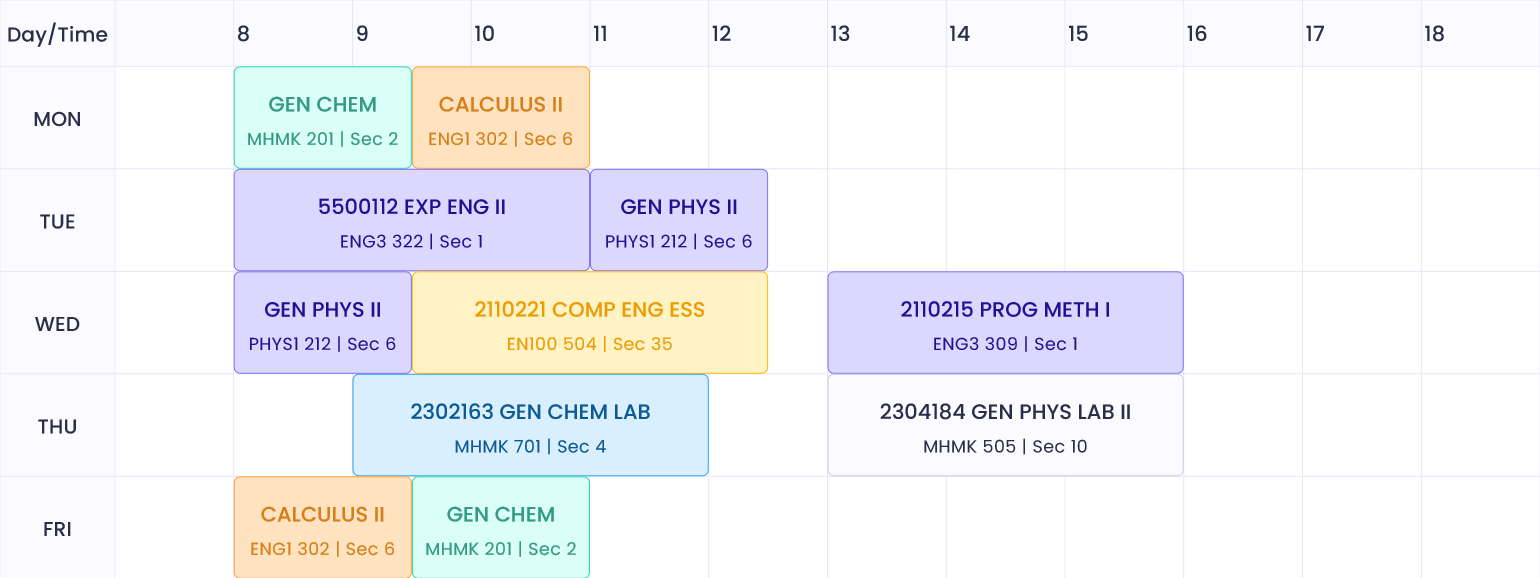 Day/Time 8 9 10 11 12 13 14 15 16 17 18
MON
GEN CHEM
MHMK 201 | Sec 2
CALCULUS II
ENG1 302 | Sec 6
TUE
5500112 EXP ENG II
ENG3 322 | Sec 1
GEN PHYS II
PHYS1 212 | Sec 6
WED
GEN PHYS II
PHYS1 212 | Sec 6
2110221 COMP ENG ESS
EN100 504 | Sec 35
2110215 PROG METH I
ENG3 309 | Sec 1
THU
2302163 GEN CHEM LAB
MHMK 701 | Sec 4
2304184 GEN PHYS LAB II
MHMK 505 | Sec 10
FRI
CALCULUS II
ENG1 302 | Sec 6
GEN CHEM
MHMK 201 | Sec 2